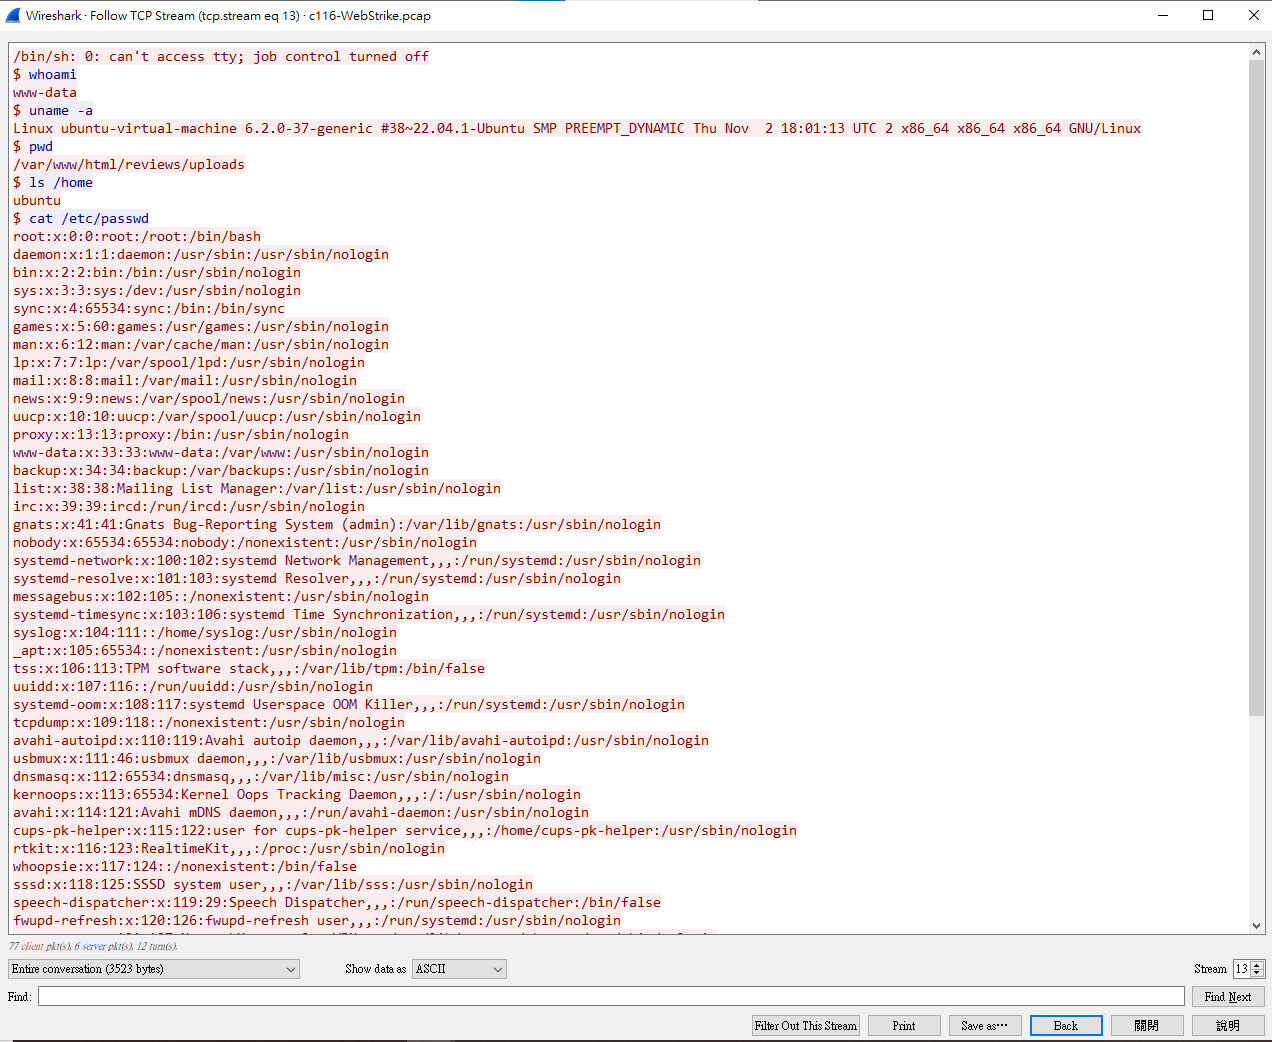 Wireshark · Follow TCP Stream (tcp.stream eq 13) · c116-WebStrike.pcap
/bin/sh: 0: can't access tty; job control turned off
$ whoami
www-data
$ uname -a
Linux ubuntu-virtual-machine 6.2.0-37-generic #38~22.04.1-Ubuntu SMP PREEMPT_DYNAMIC Thu Nov  2 18:01:13 UTC 2 x86_64 x86_64 x86_64 GNU/Linux
$ pwd
/var/www/html/reviews/uploads
$ ls /home
ubuntu
$ cat /etc/passwd
root:x:0:0:root:/root:/bin/bash
daemon:x:1:1:daemon:/usr/sbin:/usr/sbin/nologin
bin:x:2:2:bin:/bin:/usr/sbin/nologin
sys:x:3:3:sys:/dev:/usr/sbin/nologin
sync:x:4:65534:sync:/bin:/bin/sync
games:x:5:60:games:/usr/games:/usr/sbin/nologin
man:x:6:12:man:/var/cache/man:/usr/sbin/nologin
lp:x:7:7:lp:/var/spool/lpd:/usr/sbin/nologin
mail:x:8:8:mail:/var/mail:/usr/sbin/nologin
news:x:9:9:news:/var/spool/news:/usr/sbin/nologin
uucp:x:10:10:uucp:/var/spool/uucp:/usr/sbin/nologin
proxy:x:13:13:proxy:/bin:/usr/sbin/nologin
www-data:x:33:33:www-data:/var/www:/usr/sbin/nologin
backup:x:34:34:backup:/var/backups:/usr/sbin/nologin
list:x:38:38:Mailing List Manager:/var/list:/usr/sbin/nologin
irc:x:39:39:ircd:/run/ircd:/usr/sbin/nologin
gnats:x:41:41:Gnats Bug-Reporting System (admin):/var/lib/gnats:/usr/sbin/nologin
nobody:x:65534:65534:nobody:/nonexistent:/usr/sbin/nologin
systemd-network:x:100:102:systemd Network Management,,,:/run/systemd:/usr/sbin/nologin
systemd-resolve:x:101:103:systemd Resolver,,,:/run/systemd:/usr/sbin/nologin
messagebus:x:102:105::/nonexistent:/usr/sbin/nologin
systemd-timesync:x:103:106:systemd Time Synchronization,,,:/run/systemd:/usr/sbin/nologin
syslog:x:104:111::/home/syslog:/usr/sbin/nologin
_apt:x:105:65534::/nonexistent:/usr/sbin/nologin
tss:x:106:113:TPM software stack,,,:/var/lib/tpm:/bin/false
uuidd:x:107:116::/run/uuidd:/usr/sbin/nologin
systemd-oom:x:108:117:systemd Userspace OOM Killer,,,:/run/systemd:/usr/sbin/nologin
tcpdump:x:109:118::/nonexistent:/usr/sbin/nologin
avahi-autoipd:x:110:119:Avahi autoip daemon,,,:/var/lib/avahi-autoipd:/usr/sbin/nologin
usbmux:x:111:46:usbmux daemon,,,:/var/lib/usbmux:/usr/sbin/nologin
dnsmasq:x:112:65534:dnsmasq,,,:/var/lib/misc:/usr/sbin/nologin
kernoops:x:113:65534:Kernel Oops Tracking Daemon,,,:/:/usr/sbin/nologin
avahi:x:114:121:Avahi mDNS daemon,,,:/run/avahi-daemon:/usr/sbin/nologin
cups-pk-helper:x:115:122:user for cups-pk-helper service,,,:/home/cups-pk-helper:/usr/sbin/nologin
rtkit:x:116:123:RealtimeKit,,,:/proc:/usr/sbin/nologin
whoopsie:x:117:124::/nonexistent:/bin/false
sssd:x:118:125:SSSD system user,,,:/var/lib/sss:/usr/sbin/nologin
speech-dispatcher:x:119:29:Speech Dispatcher,,,:/run/speech-dispatcher:/bin/false
fwupd-refresh:x:120:126:fwupd-refresh user,,,:/run/systemd:/usr/sbin/nologin
77 client pkt(s), 6 server pkt(s), 12 turn(s).
Entire conversation (3523 bytes) Show data as ASCII Stream 13
Find: Find Next
Filter Out This Stream Print Save as… Back 關閉 說明